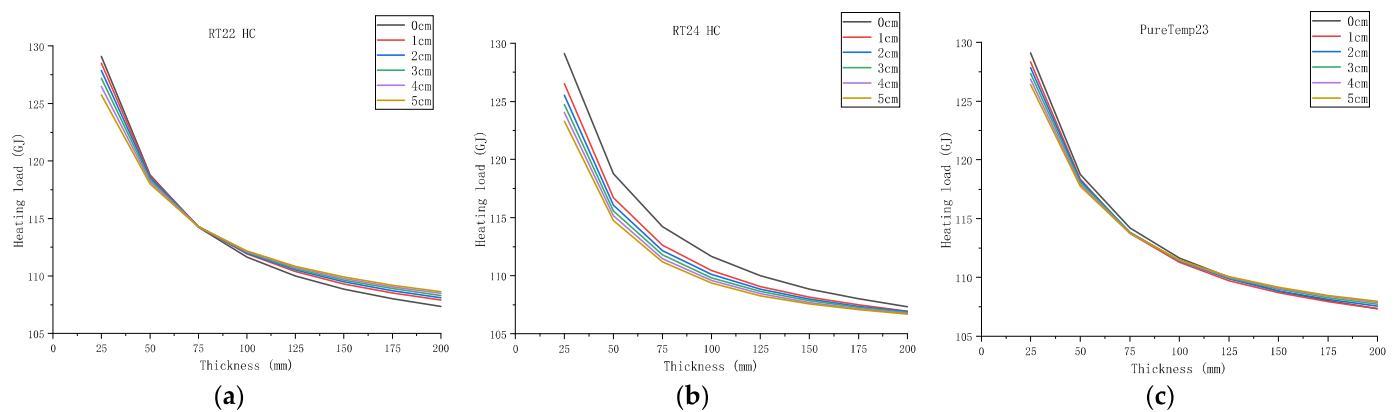 RT22 HC
0cm
1cm
2cm
3cm
4cm
5cm
130
125
120
115
110
105
Heating load (GJ)
0 25 50 75 100 125 150 175 200
Thickness (mm)
(a)
RT24 HC
0cm
1cm
2cm
3cm
4cm
5cm
130
125
120
115
110
105
Heating load (GJ)
0 25 50 75 100 125 150 175 200
Thickness (mm)
(b)
PureTemp23
0cm
1cm
2cm
3cm
4cm
5cm
130
125
120
115
110
105
Heating load (GJ)
0 25 50 75 100 125 150 175 200
Thickness (mm)
(c)